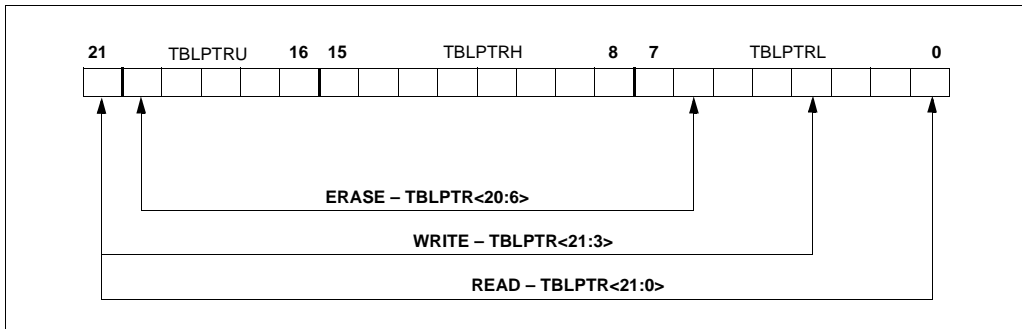 21 TBLPTRU 16 15 TBLPTRH 8 7 TBLPTRL 0
ERASE – TBLPTR<20:6>
WRITE – TBLPTR<21:3>
READ – TBLPTR<21:0>